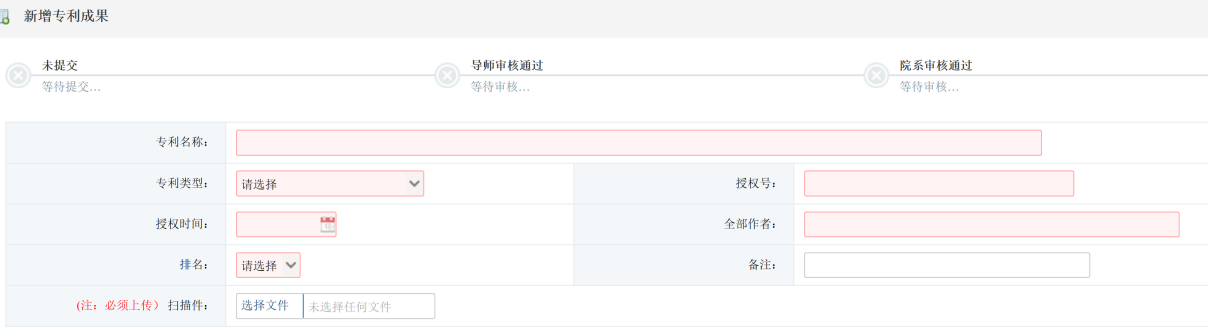 新增专利成果
未提交
导师审核通过
院系审核通过
等待提交...
等待审核...
等待审核...
专利名称：
专利类型： 请选择 授权号：
授权时间： 全部作者：
排名： 请选择 备注：
(注：必须上传) 扫描件： 选择文件 未选择任何文件